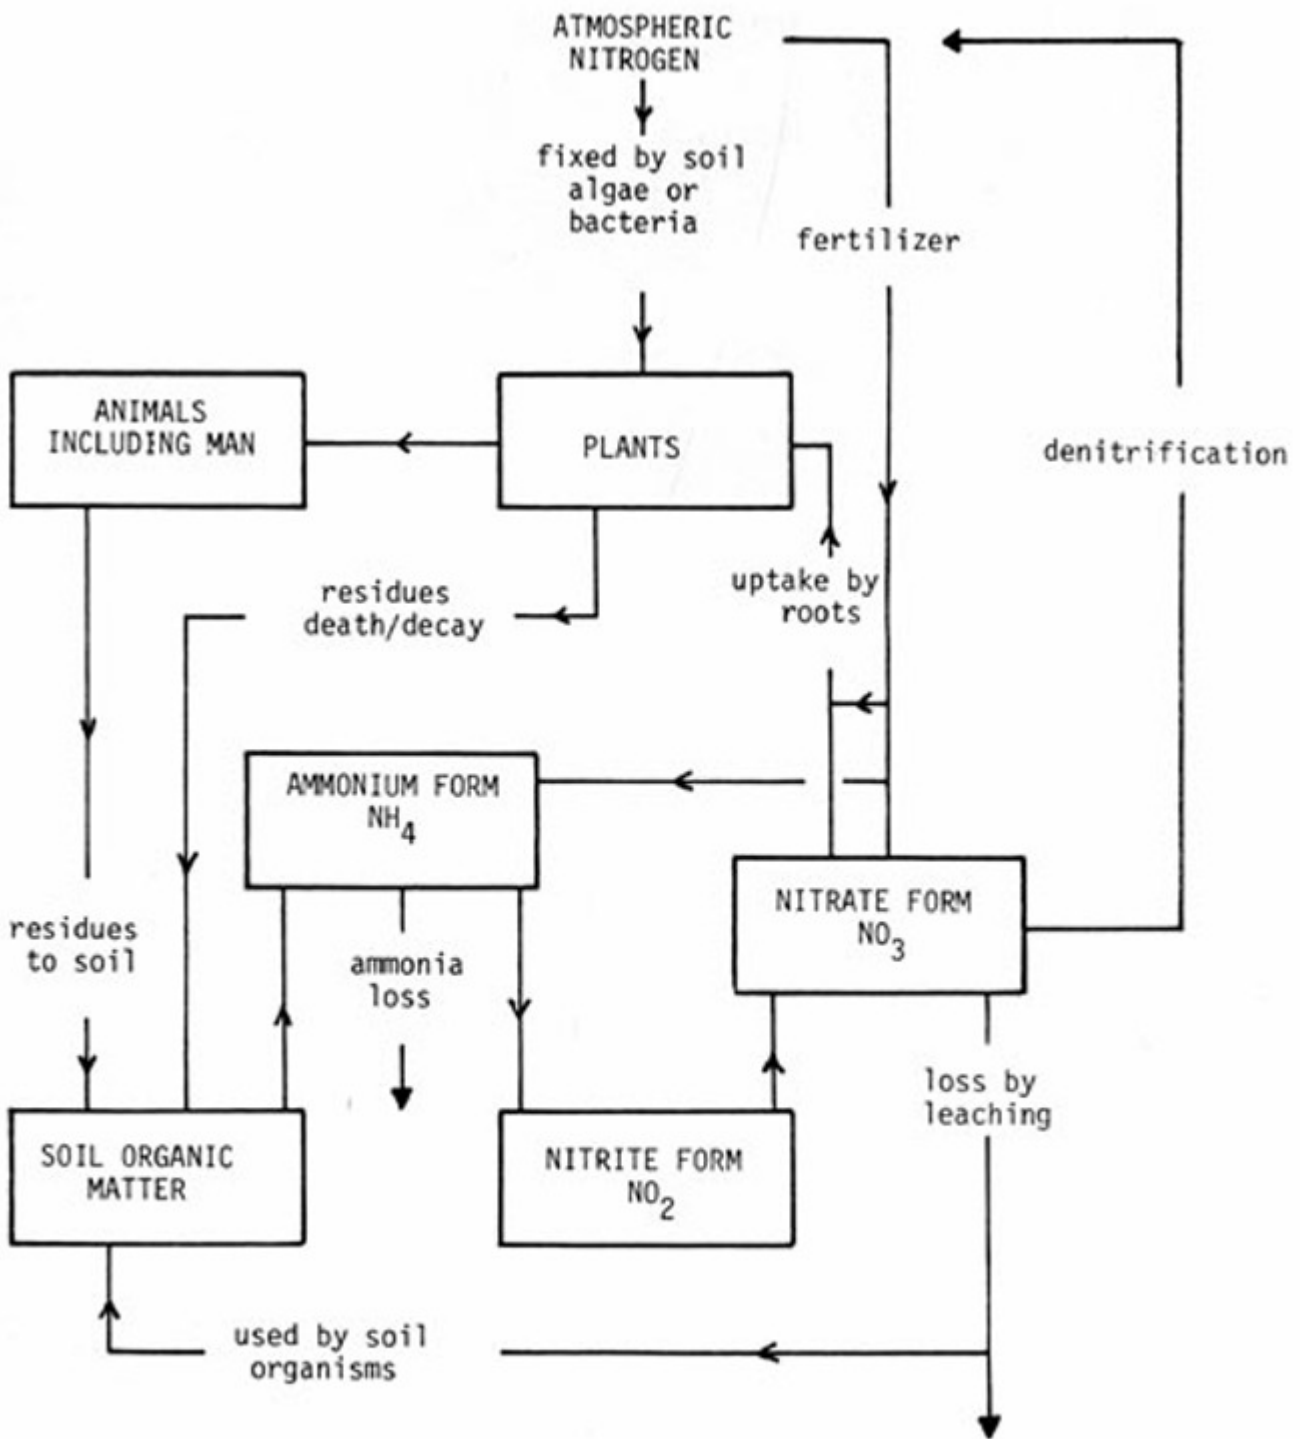 ATMOSPHERIC
NITROGEN
fixed by soil
algae or
bacteria
fertilizer
ANIMALS
INCLUDING MAN
PLANTS
denitrification
residues
death/decay
uptake by
roots
AMMONIUM FORM
NH4
NITRATE FORM
NO3
residues
to soil
ammonia
loss
loss by
leaching
SOIL ORGANIC
MATTER
NITRITE FORM
NO2
used by soil
organisms